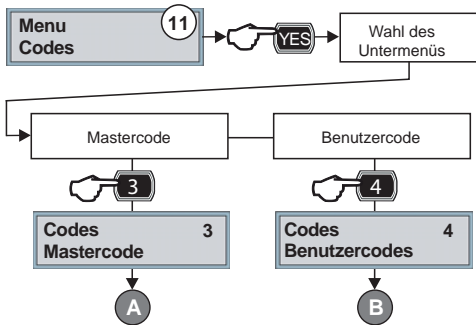 Menu
Codes
11
YES
Wahl des
Untermenüs
Mastercode
Benutzercode
3
4
Codes 3
Mastercode
Codes 4
Benutzercodes
A
B